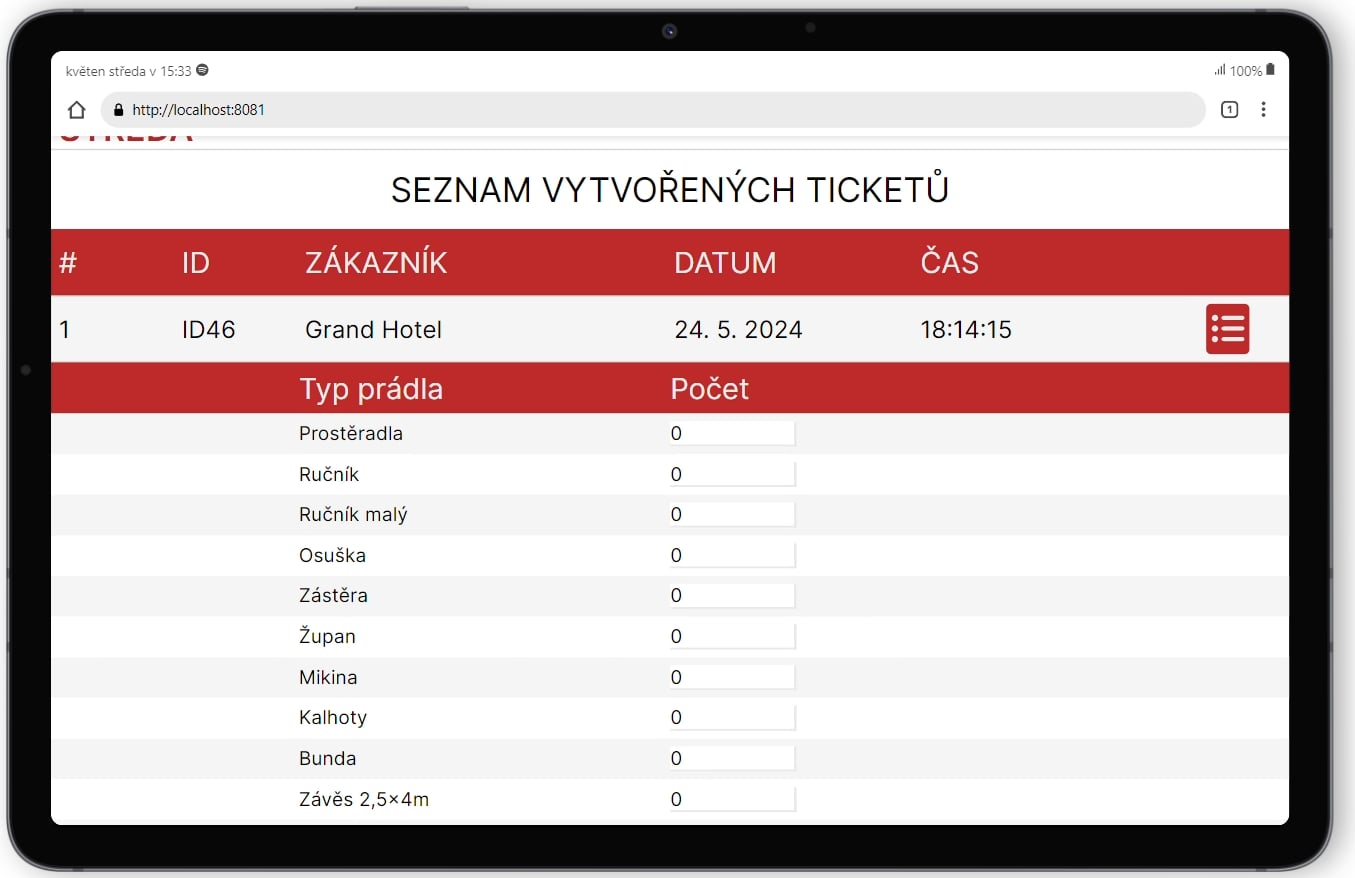 květen středa v 15:33
100%
http://localhost:8081
1
STŘEDA
SEZNAM VYTVOŘENÝCH TICKETŮ
# ID ZÁKAZNÍK DATUM ČAS
1 ID46 Grand Hotel 24. 5. 2024 18:14:15
Typ prádla Počet
Prostěradla 0
Ručník 0
Ručník malý 0
Osuška 0
Zástěra 0
Župan 0
Mikina 0
Kalhoty 0
Bunda 0
Závěs 2,5×4m 0